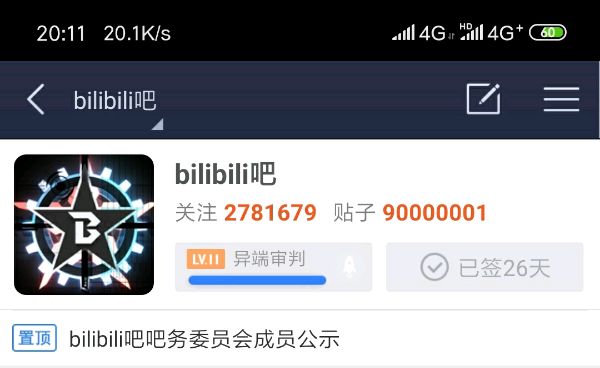 20:11 20.1K/s 4G HD 4G+ 60
bilibili吧
B
bilibili吧
关注 2781679 贴子 90000001
LV.11 异端审判 已签26天
置顶 bilibili吧吧务委员会成员公示